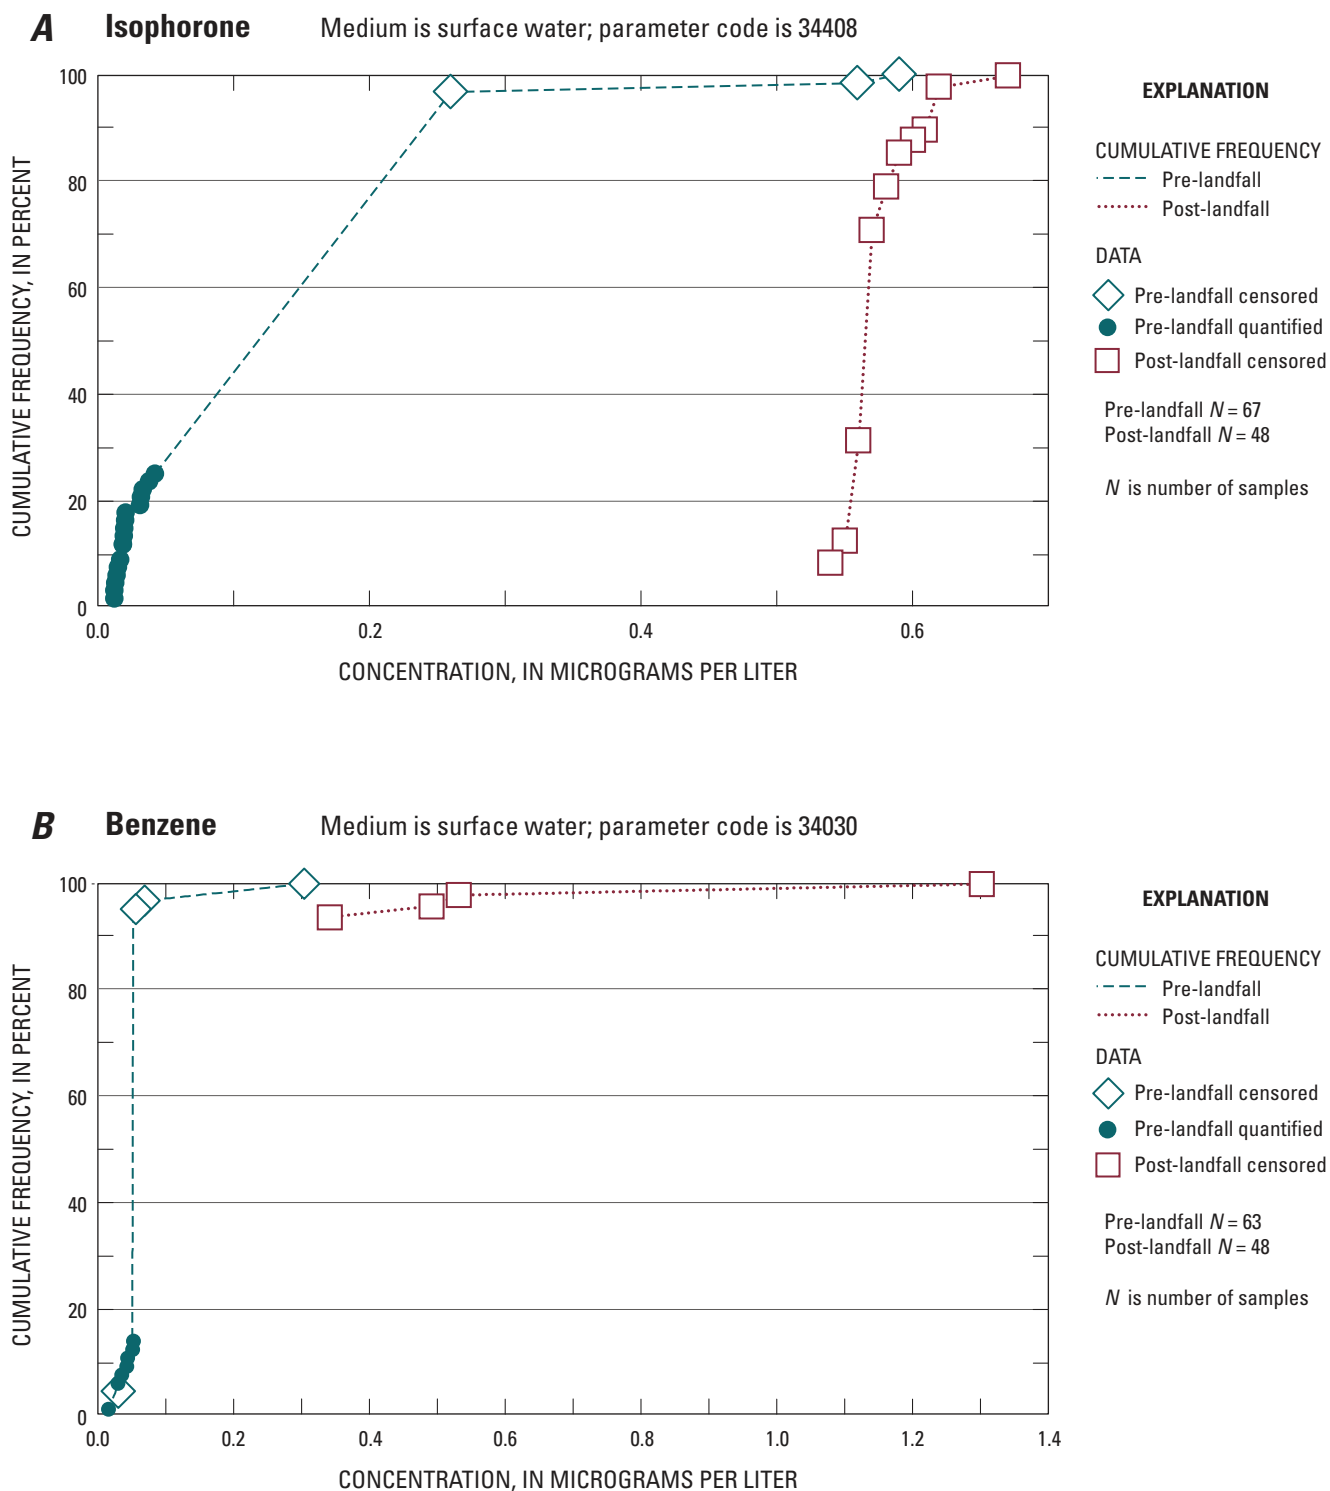 A Isophorone Medium is surface water; parameter code is 34408
100
80
60
40
20
0
CUMULATIVE FREQUENCY, IN PERCENT
0.0 0.2 0.4 0.6
CONCENTRATION, IN MICROGRAMS PER LITER
EXPLANATION
CUMULATIVE FREQUENCY
Pre-landfall
Post-landfall
DATA
Pre-landfall censored
Pre-landfall quantified
Post-landfall censored
Pre-landfall N = 67
Post-landfall N = 48
N is number of samples
B Benzene Medium is surface water; parameter code is 34030
100
80
60
40
20
0
CUMULATIVE FREQUENCY, IN PERCENT
0.0 0.2 0.4 0.6 0.8 1.0 1.2 1.4
CONCENTRATION, IN MICROGRAMS PER LITER
EXPLANATION
CUMULATIVE FREQUENCY
Pre-landfall
Post-landfall
DATA
Pre-landfall censored
Pre-landfall quantified
Post-landfall censored
Pre-landfall N = 63
Post-landfall N = 48
N is number of samples